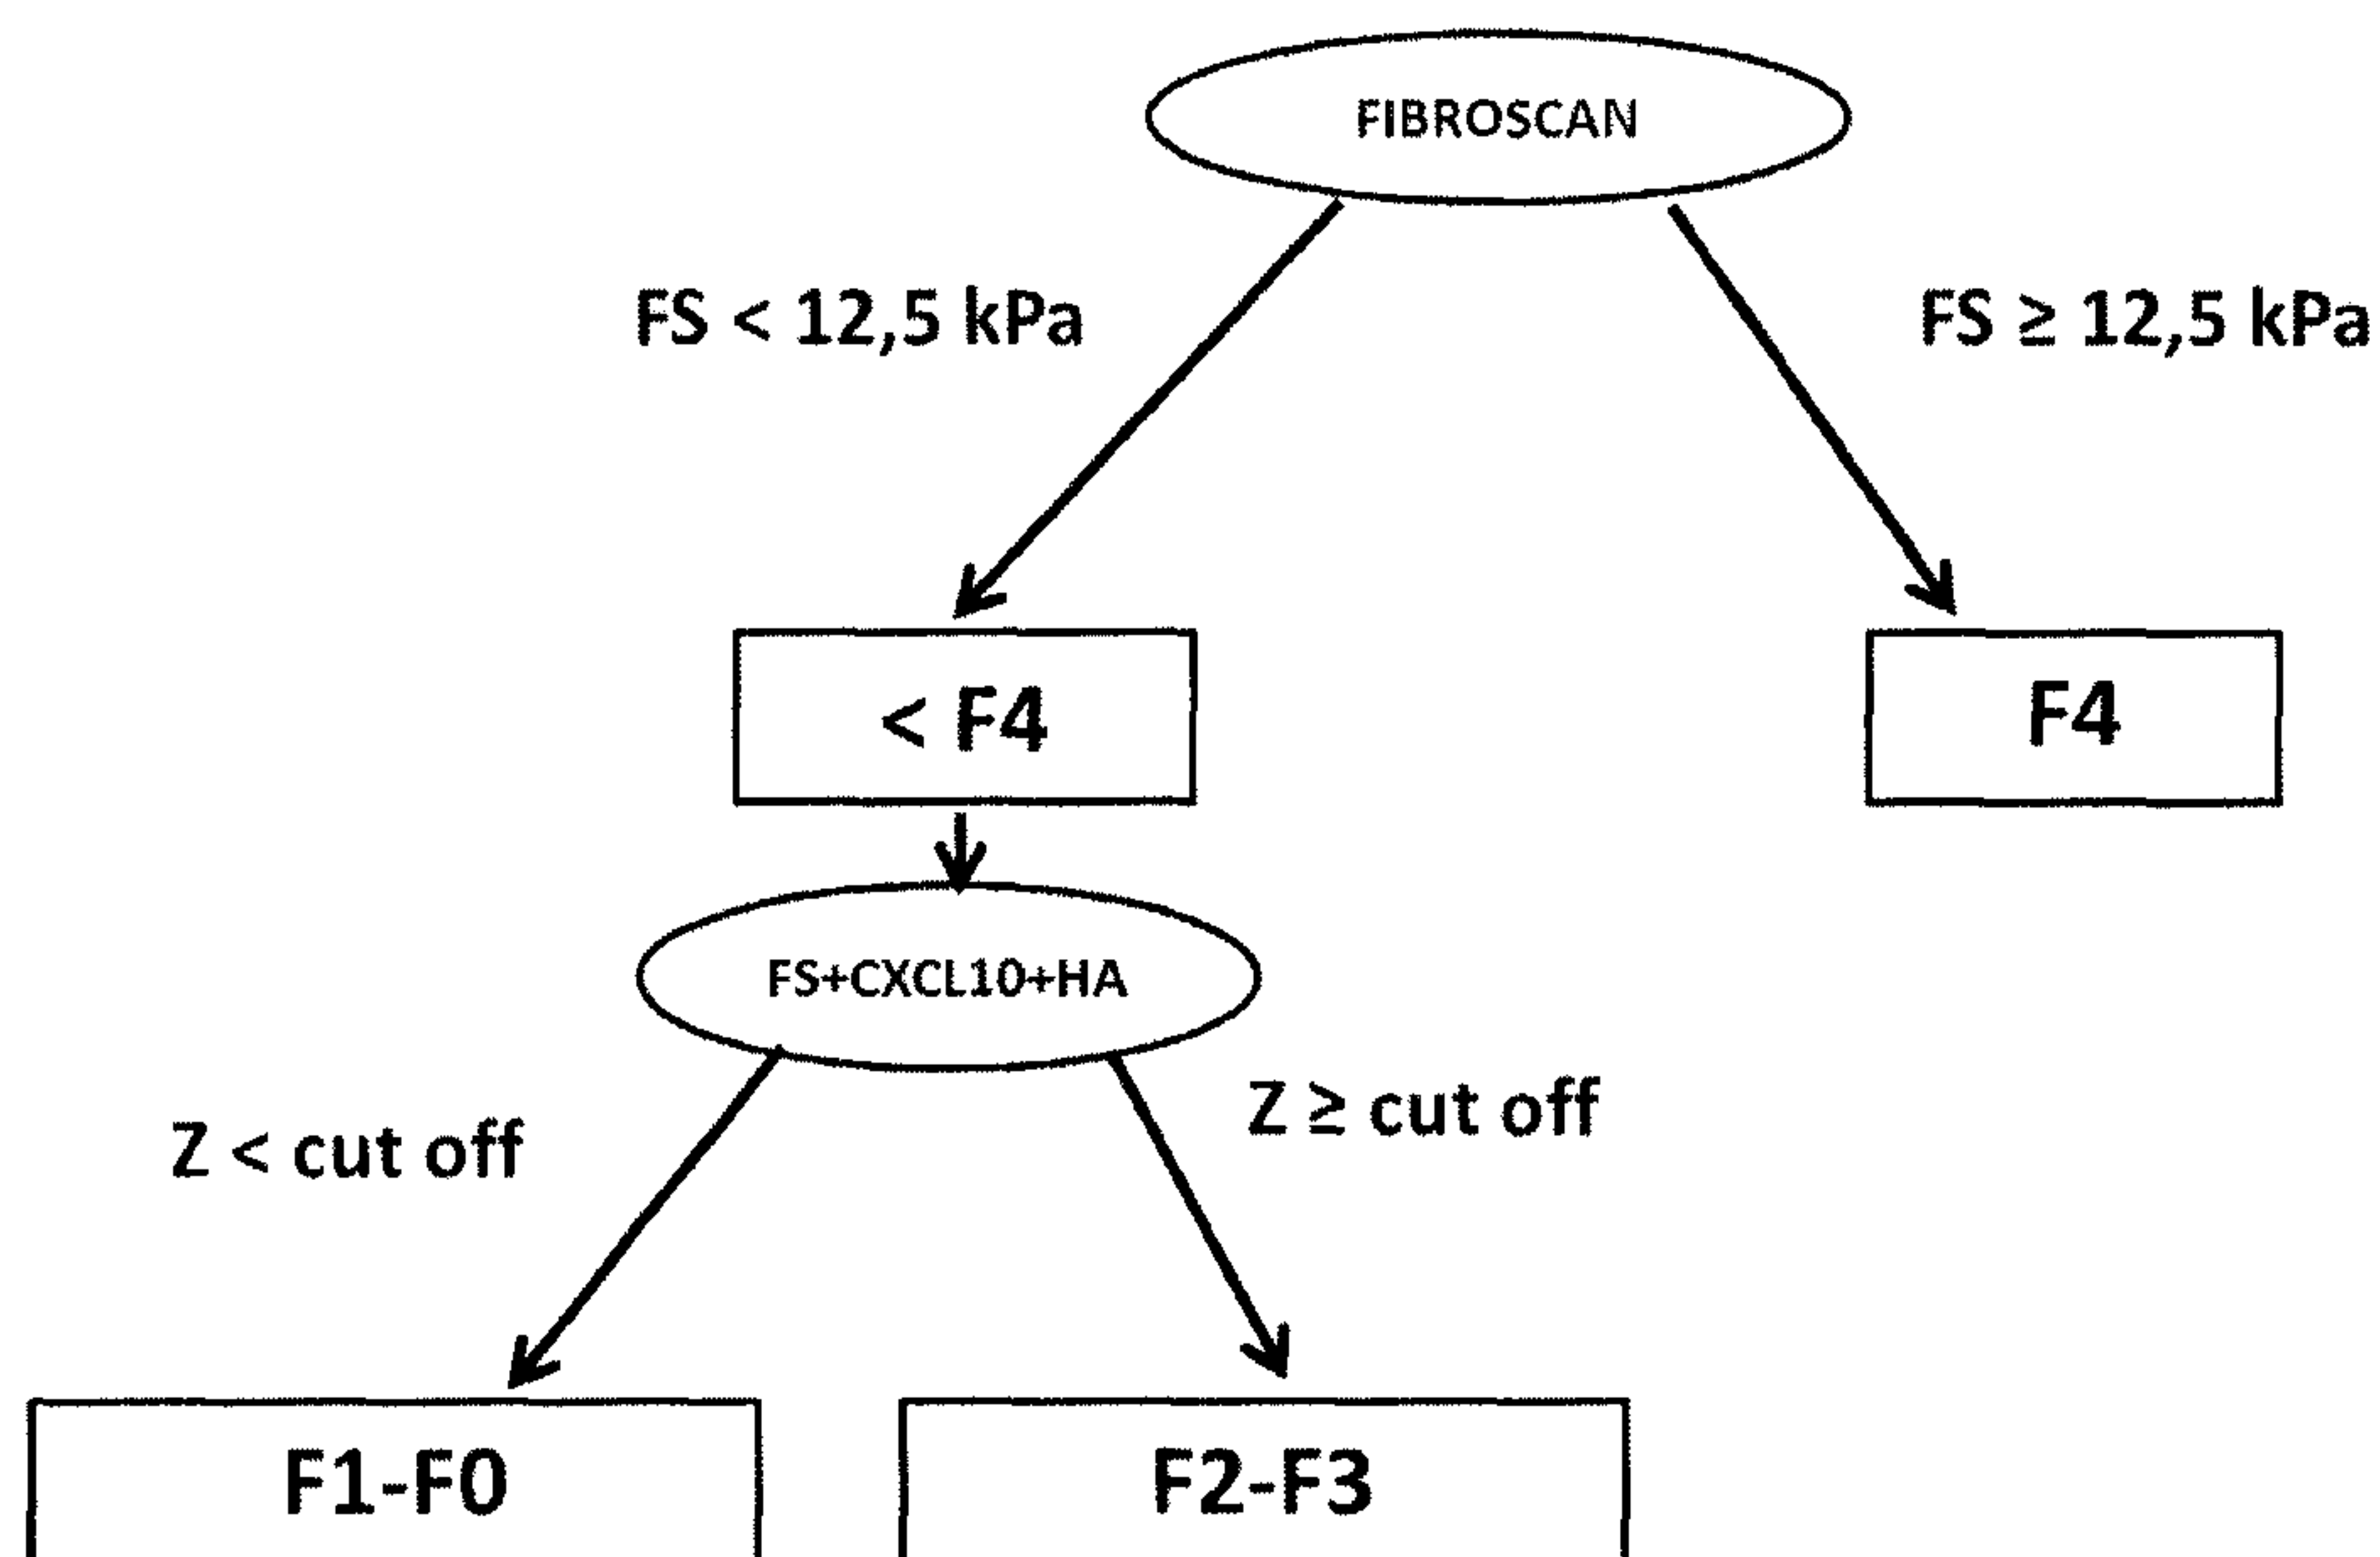 FIBROSCAN
FS < 12,5 kPa
FS ≥ 12,5 kPa
< F4
F4
FS+CXCL10+HA
Z < cut off
Z ≥ cut off
F1-F0
F2-F3